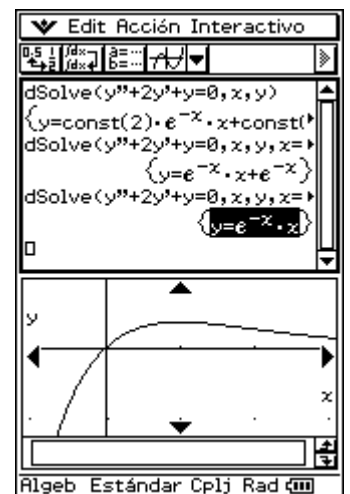 Edit Acción Interactivo
dSolve(y''+2y'+y=0,x,y)
{y=const(2)·e^-x·x+const(
dSolve(y''+2y'+y=0,x,y,x=
{y=e^-x·x+e^-x}
dSolve(y''+2y'+y=0,x,y,x=
{y=e^-x·x}
y
x
Algeb Estándar Cplj Rad